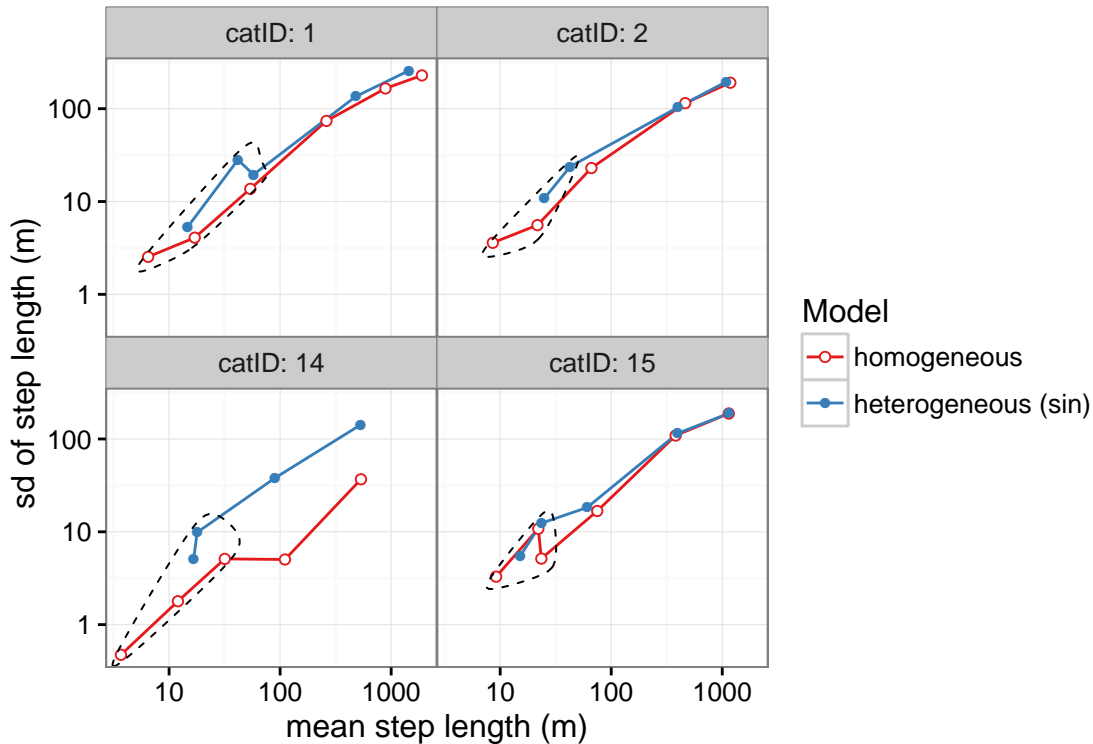 catID: 1
catID: 2
100
10
1
catID: 14
catID: 15
100
10
1
10
100
1000
10
100
1000
mean step length (m)
sd of step length (m)
Model
homogeneous
heterogeneous (sin)